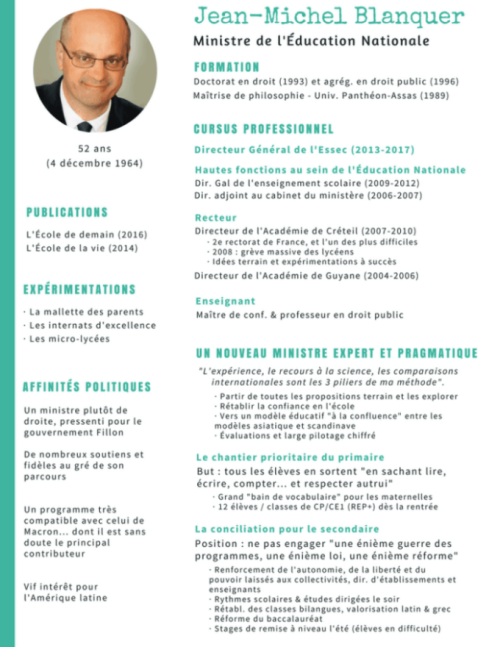 Jean-Michel Blanquer
Ministre de l'Éducation Nationale
52 ans
(4 décembre 1964)
PUBLICATIONS
L'École de demain (2016)
L'École de la vie (2014)
EXPÉRIMENTATIONS
· La mallette des parents
· Les internats d'excellence
· Les micro-lycées
AFFINITÉS POLITIQUES
Un ministre plutôt de
droite, pressenti pour le
gouvernement Fillon
De nombreux soutiens et
fidèles au gré de son
parcours
Un programme très
compatible avec celui de
Macron... dont il est sans
doute le principal
contributeur
Vif intérêt pour
l'Amérique latine
FORMATION
Doctorat en droit (1993) et agrég. en droit public (1996)
Maîtrise de philosophie - Univ. Panthéon-Assas (1989)
CURSUS PROFESSIONNEL
Directeur Général de l'Essec (2013-2017)
Hautes fonctions au sein de l'Éducation Nationale
Dir. Gal de l'enseignement scolaire (2009-2012)
Dir. adjoint au cabinet du ministère (2006-2007)
Recteur
Directeur de l'Académie de Créteil (2007-2010)
· 2e rectorat de France, et l'un des plus difficiles
· 2008 : grève massive des lycéens
· Idées terrain et expérimentations à succès
Directeur de l'Académie de Guyane (2004-2006)
Enseignant
Maître de conf. & professeur en droit public
UN NOUVEAU MINISTRE EXPERT ET PRAGMATIQUE
"L'expérience, le recours à la science, les comparaisons
internationales sont les 3 piliers de ma méthode".
· Partir de toutes les propositions terrain et les explorer
· Rétablir la confiance en l'école
· Vers un modèle éducatif "à la confluence" entre les
modèles asiatique et scandinave
· Évaluations et large pilotage chiffré
Le chantier prioritaire du primaire
But : tous les élèves en sortent "en sachant lire,
écrire, compter... et respecter autrui"
· Grand "bain de vocabulaire" pour les maternelles
· 12 élèves / classes de CP/CE1 (REP+) dès la rentrée
La conciliation pour le secondaire
Position : ne pas engager "une énième guerre des
programmes, une énième loi, une énième réforme"
· Renforcement de l'autonomie, de la liberté et du
pouvoir laissés aux collectivités, dir. d'établissements et
enseignants
· Rythmes scolaires & études dirigées le soir
· Rétabl. des classes bilangues, valorisation latin & grec
· Réforme du baccalauréat
· Stages de remise à niveau l'été (élèves en difficulté)